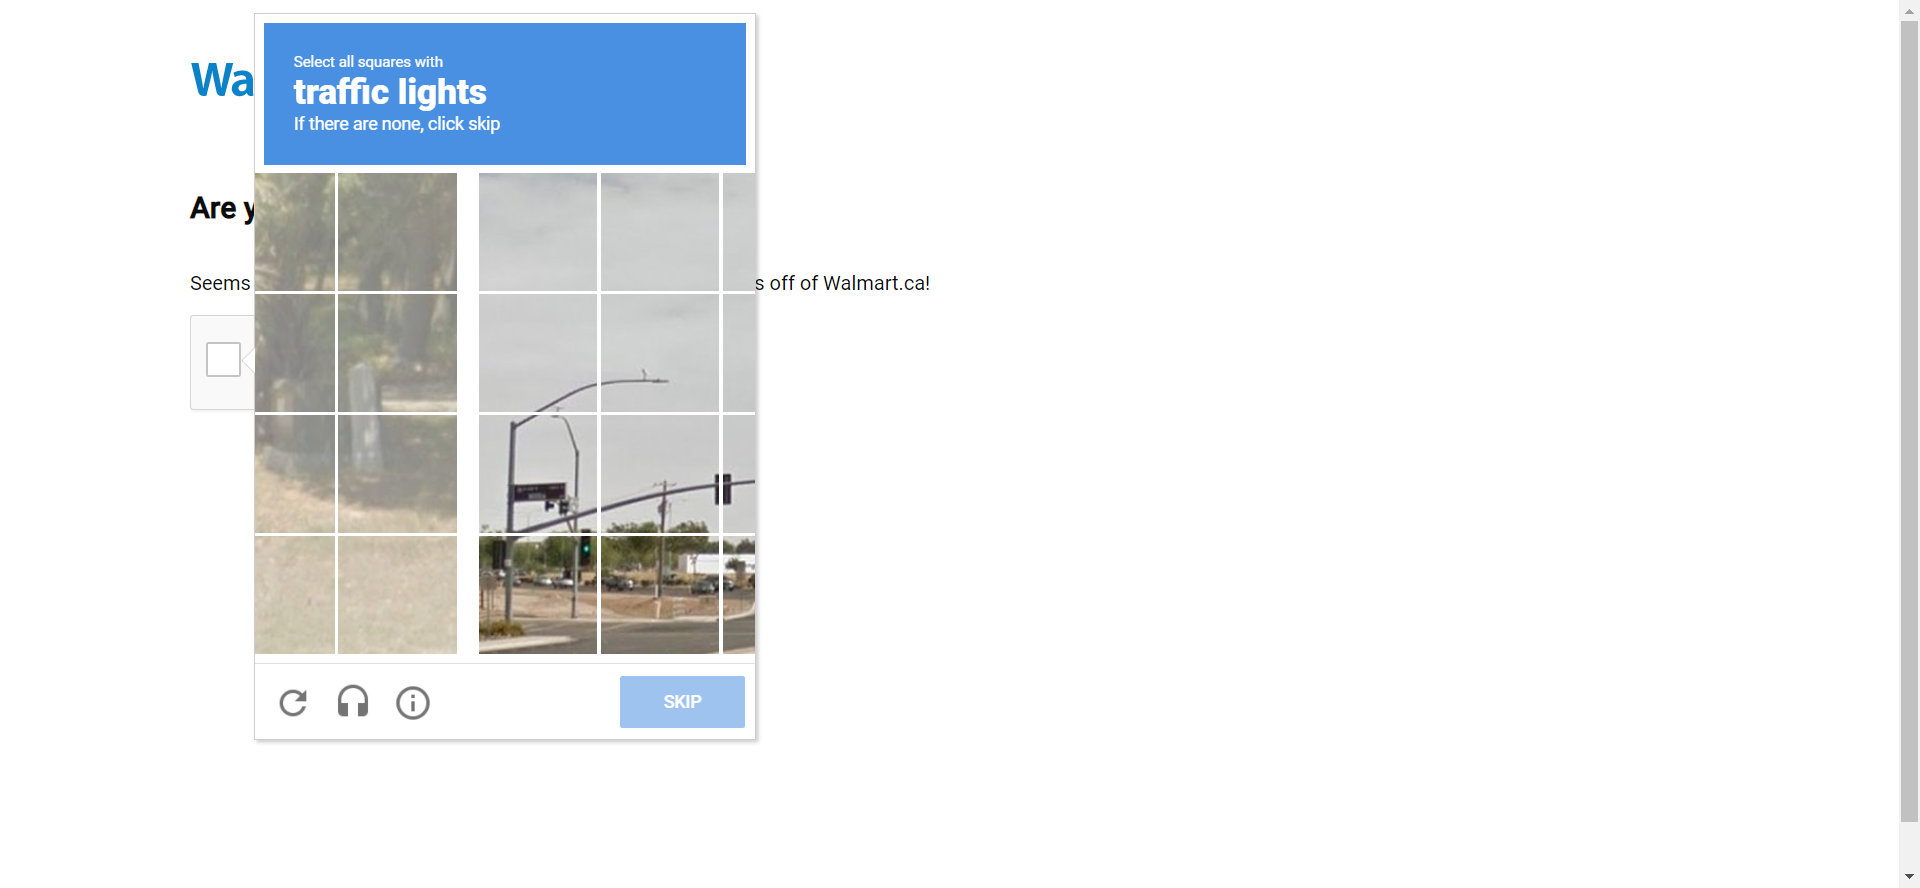 Wa
Select all squares with
traffic lights
If there are none, click skip
Are y
Seems
s off of Walmart.ca!
SKIP